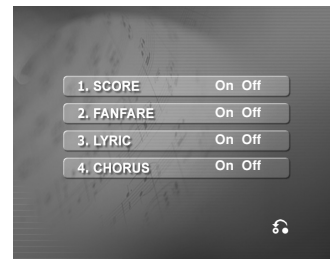 1. SCORE On Off
2. FANFARE On Off
3. LYRIC On Off
4. CHORUS On Off